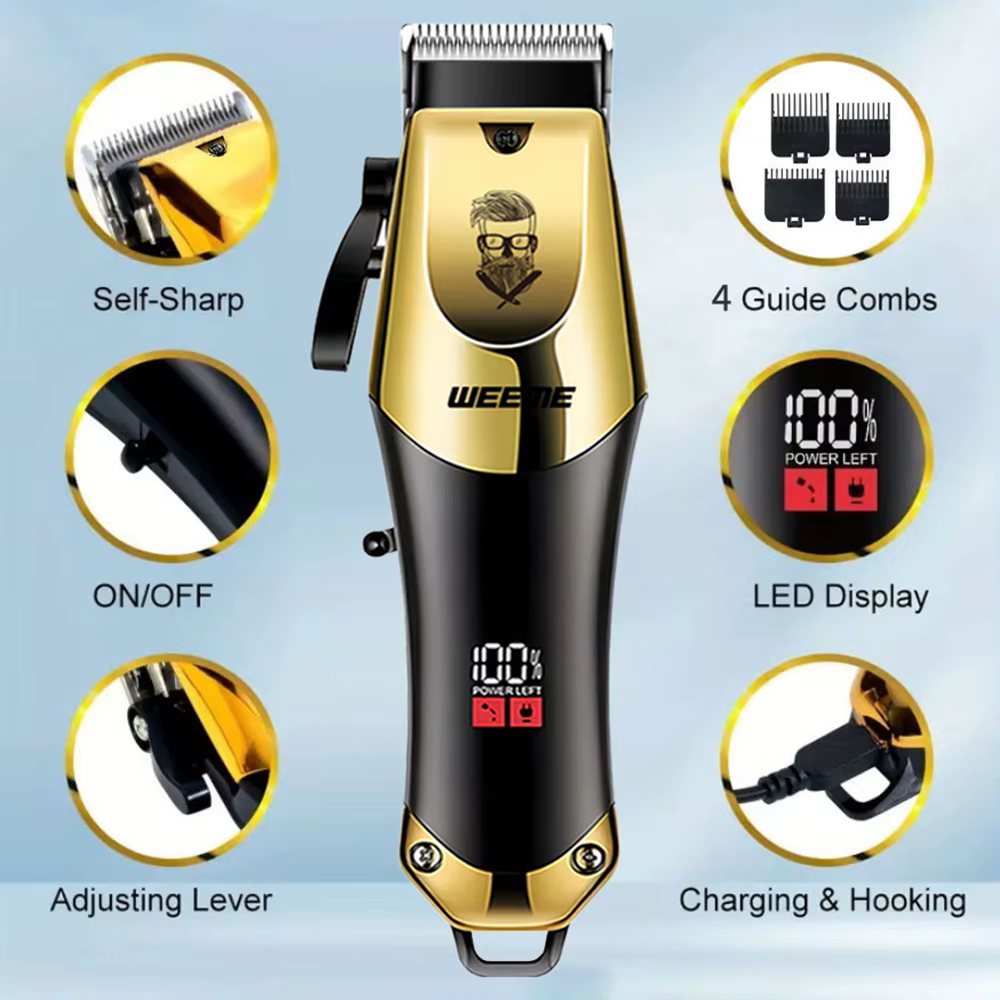 Self-Sharp
4 Guide Combs
WEEME
100%
POWER LEFT
ON/OFF
LED Display
100%
POWER LEFT
Adjusting Lever
Charging & Hooking